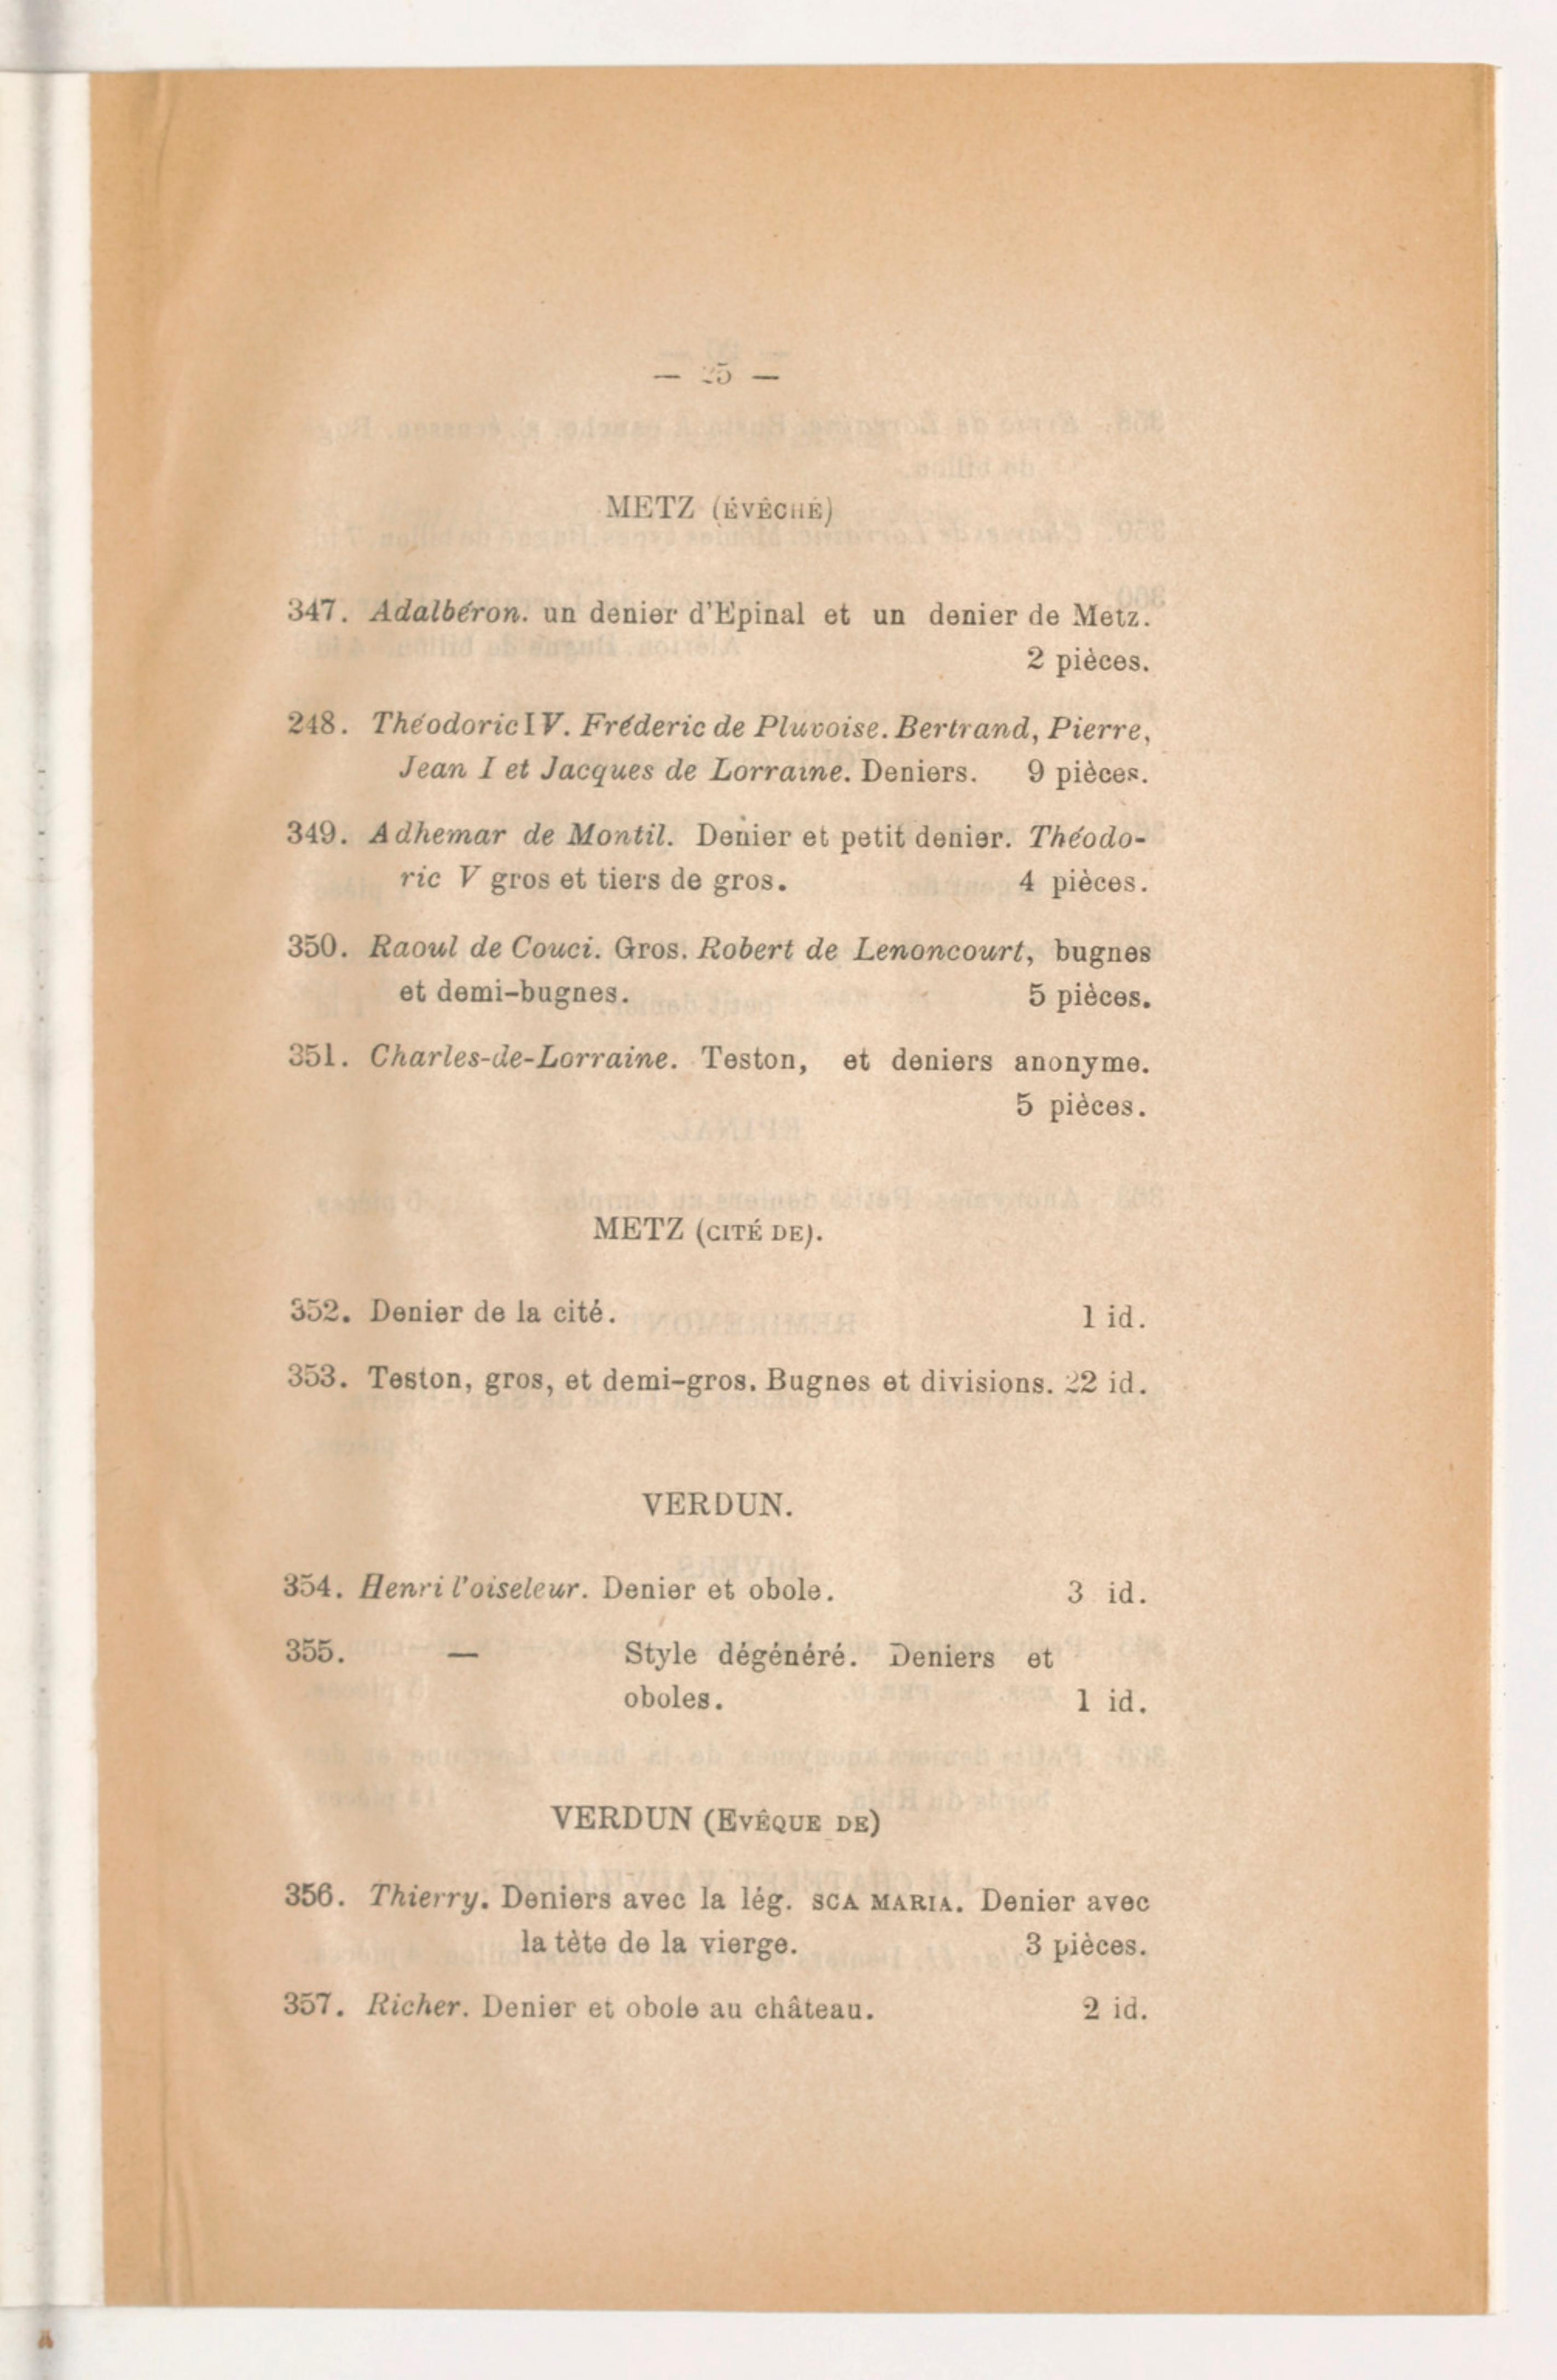 — 25 —
METZ (ÉVÊCHÉ)
347. Adalbéron. un denier d'Epinal et un denier de Metz.
2 pièces.
248. Théodoric IV. Fréderic de Pluvoise. Bertrand, Pierre,
Jean I et Jacques de Lorraine. Deniers. 9 pièces.
349. Adhemar de Montil. Denier et petit denier. Théodo-
ric V gros et tiers de gros. 4 pièces.
350. Raoul de Couci. Gros. Robert de Lenoncourt, bugnes
et demi-bugnes. 5 pièces.
351. Charles-de-Lorraine. Teston, et deniers anonyme.
5 pièces.
METZ (CITÉ DE).
352. Denier de la cité. 1 id.
353. Teston, gros, et demi-gros. Bugnes et divisions. 22 id.
VERDUN.
354. Henri l'oiseleur. Denier et obole. 3 id.
355. — Style dégénéré. Deniers et
oboles. 1 id.
VERDUN (EVÊQUE DE)
356. Thierry. Deniers avec la lég. SCA MARIA. Denier avec
la tète de la vierge. 3 pièces.
357. Richer. Denier et obole au château. 2 id.